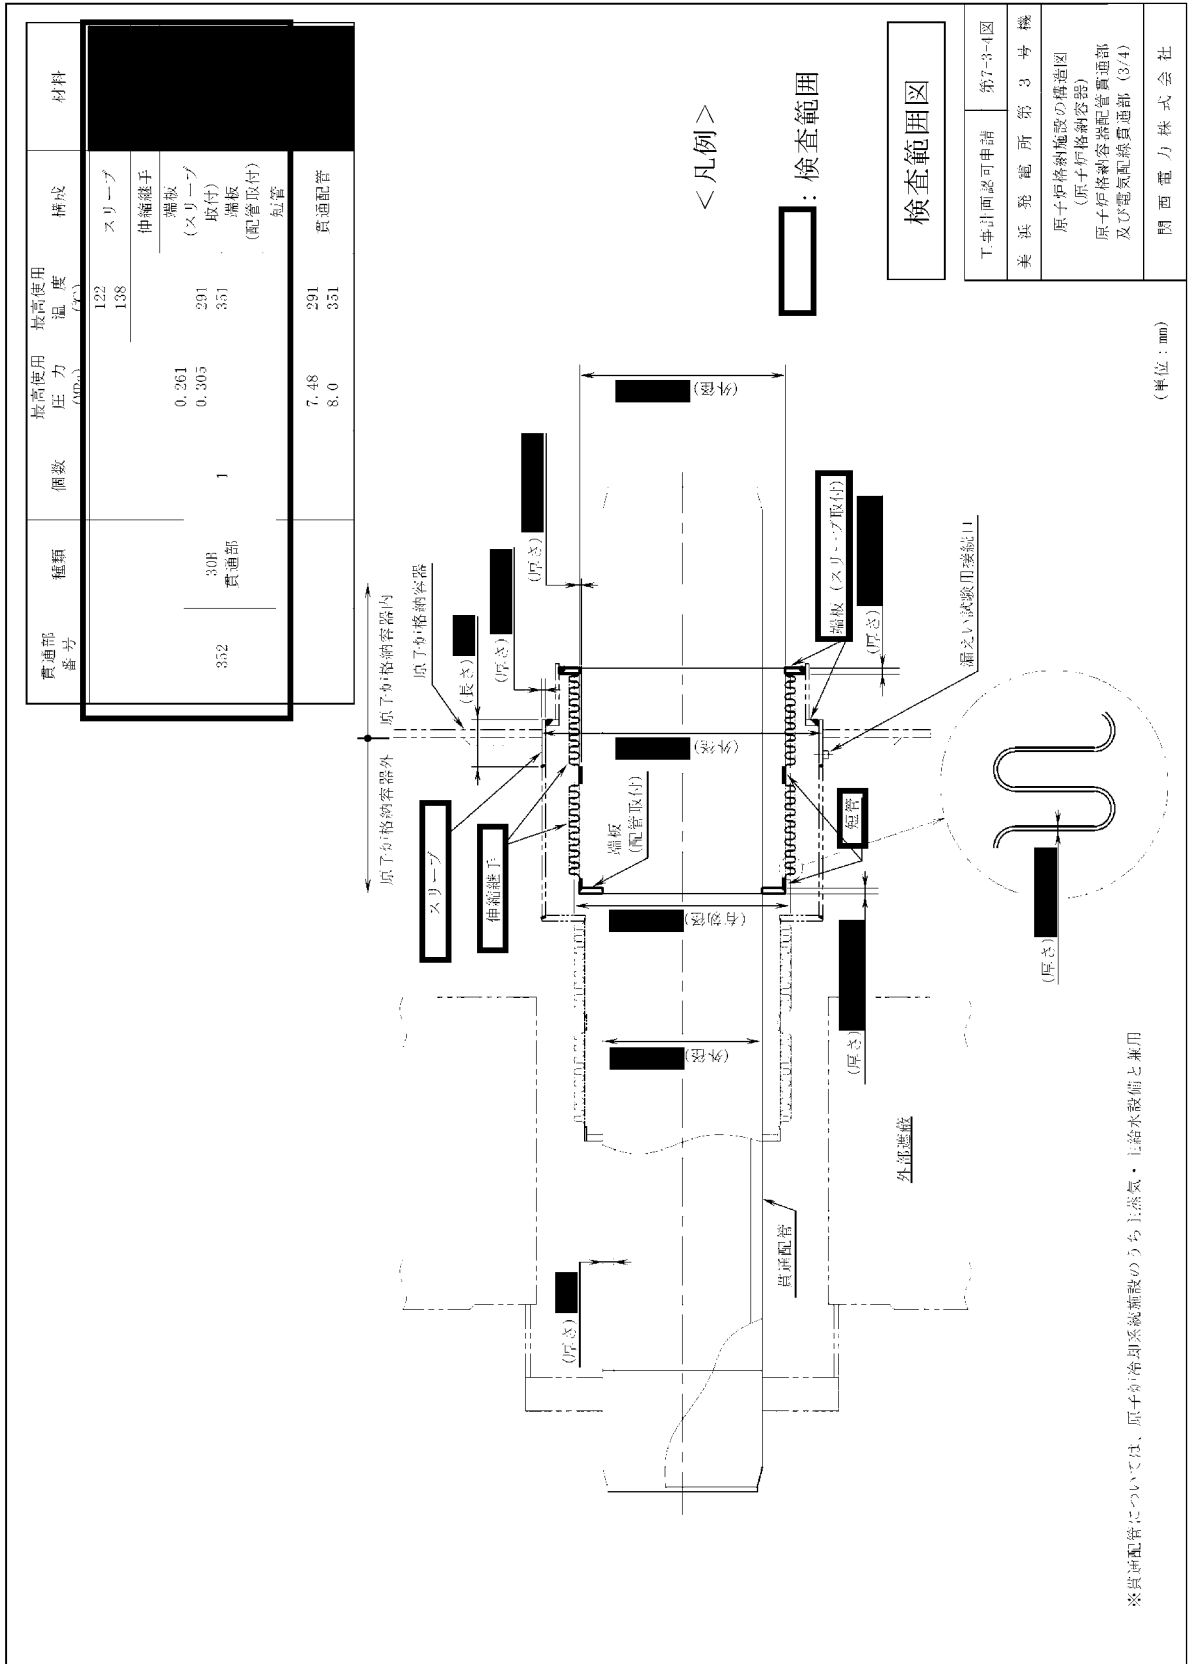 貫通部
番号
種類
個数
最高使用
圧力
最高使用
温度
構成
材料
352
30B
貫通部
1
0.261
0.305
122
138
スリーブ
伸縮継手
291
351
端板
(スリーブ
取付)
端板
(配管取付)
短管
7.48
8.0
291
351
貫通配管
原子炉格納容器外
原子炉格納容器内
原子炉格納容器
スリーブ
伸縮継手
(長さ)
(厚さ)
(厚さ)
(外径)
端板
(配管取付)
(外径)
端板(スリーブ取付)
(厚さ)
短管
漏えい試験用接続口
(有効径)
(外径)
(厚さ)
(厚さ)
(厚さ)
貫通配管
外部遮蔽
<凡例>
:検査範囲
検査範囲図
(単位:mm)
工事計画認可申請
第7-3-4図
美浜発電所第3号機
原子炉格納施設の構造図
(原子炉格納容器)
原子炉格納容器配管貫通部
及び電気配線貫通部 (3/4)
関西電力株式会社
※貫通配管については、原子炉冷却系統施設のうち主蒸気・主給水設備と兼用